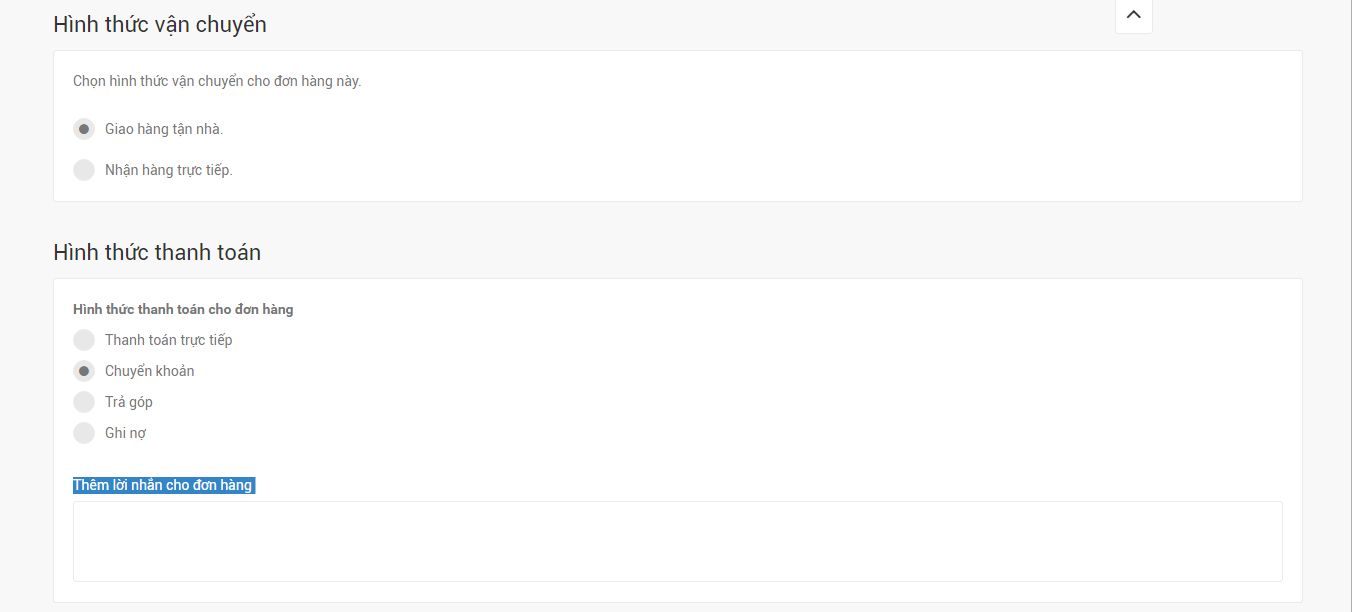 Hình thức vận chuyển
Chọn hình thức vận chuyển cho đơn hàng này.
Giao hàng tận nhà.
Nhận hàng trực tiếp.
Hình thức thanh toán
Hình thức thanh toán cho đơn hàng
Thanh toán trực tiếp
Chuyển khoản
Trả góp
Ghi nợ
Thêm lời nhắn cho đơn hàng